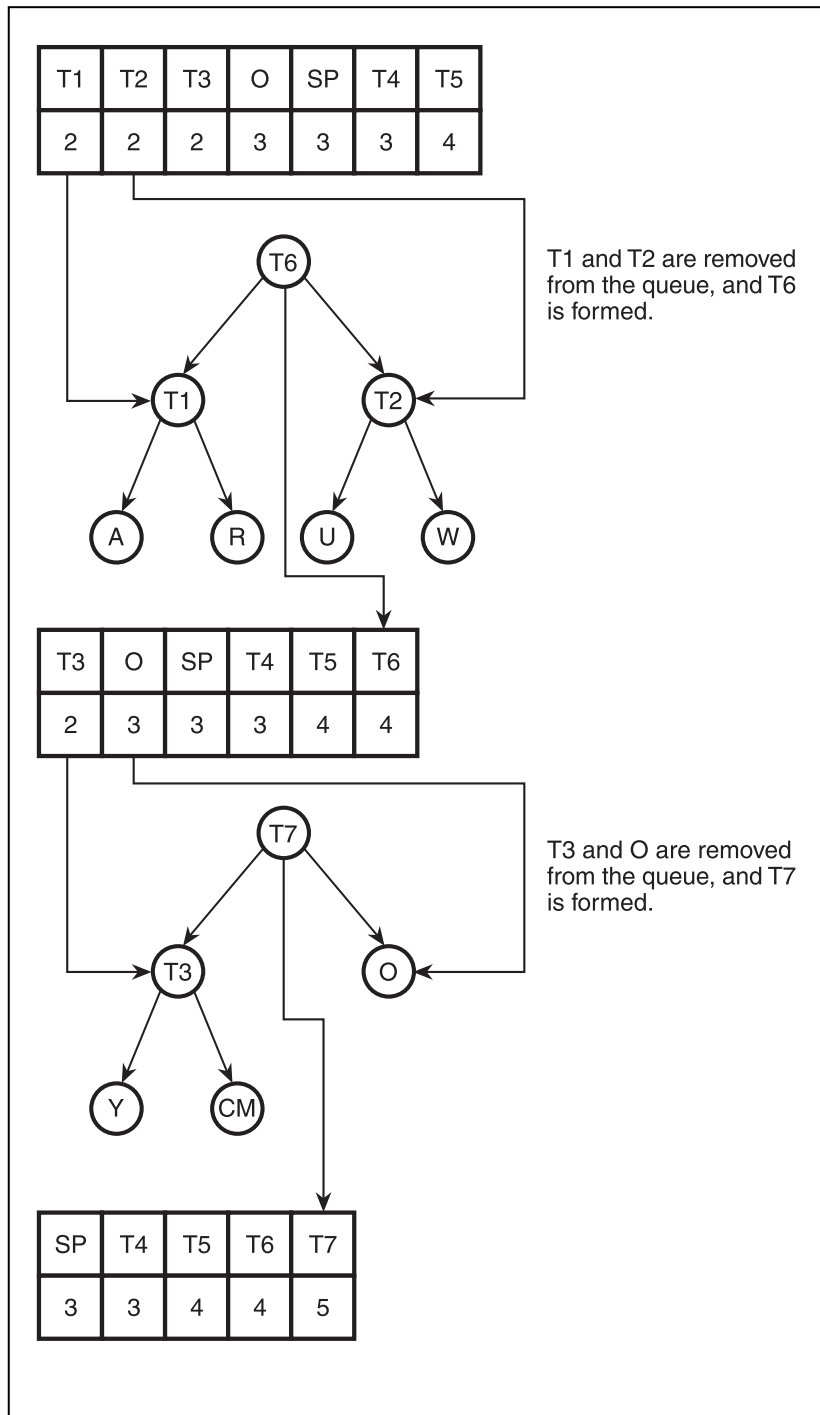 T1 T2 T3 O SP T4 T5
2 2 2 3 3 3 4
T6
T1 and T2 are removed
from the queue, and T6
is formed.
T1 T2
A R U W
T3 O SP T4 T5 T6
2 3 3 3 4 4
T7
T3 and O are removed
from the queue, and T7
is formed.
T3 O
Y CM
SP T4 T5 T6 T7
3 3 4 4 5